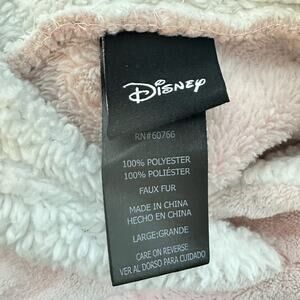 Disney
RN#60766
100% POLYESTER
100% POLIÉSTER
FAUX FUR
MADE IN CHINA
HECHO EN CHINA
LARGE:GRANDE
CARE ON REVERSE
VER AL DORSO PARA CUIDADO